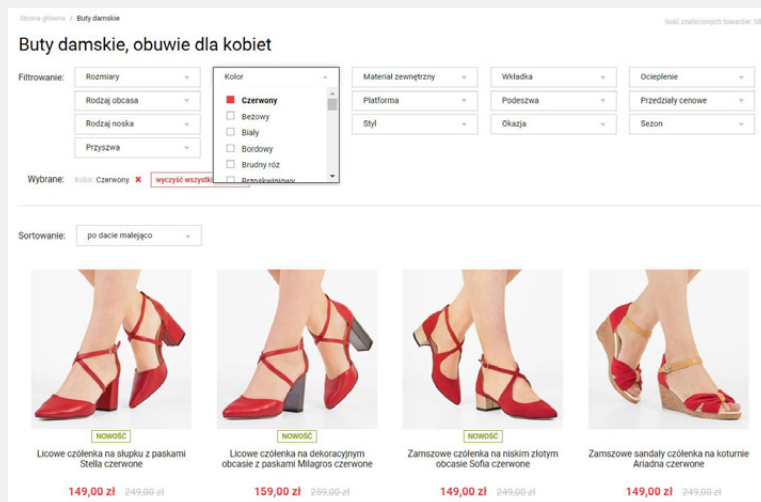 Strona główna / Buty damskie
ilość znalezionych towarów:
Buty damskie, obuwie dla kobiet
Filtrowanie: Rozmiary Kolor Materiał zewnętrzny Wkładka Ocieplenie
Rodzaj obcasa Czerwony Platforma Podeszwa Przedziały cenowe
Beżowy
Rodzaj noska Biały Styl Okazja Sezon
Przyszwa Bordowy
Brudny róż
Wybrane: Kolor: Czerwony wyczyść wszystki Brzoskwiniowy
Sortowanie: po dacie malejąco
NOWOŚĆ NOWOŚĆ NOWOŚĆ
Licowe czółenka na słupku z paskami Licowe czółenka na dekoracyjnym Zamszowe czółenka na niskim złotym Zamszowe sandały czółenka na koturnie
Stella czerwone obcasie z paskami Milagros czerwone obcasie Sofia czerwone Ariadna czerwone
149,00 zł 249,00 zł 159,00 zł 259,00 zł 149,00 zł 249,00 zł 149,00 zł 249,00 zł